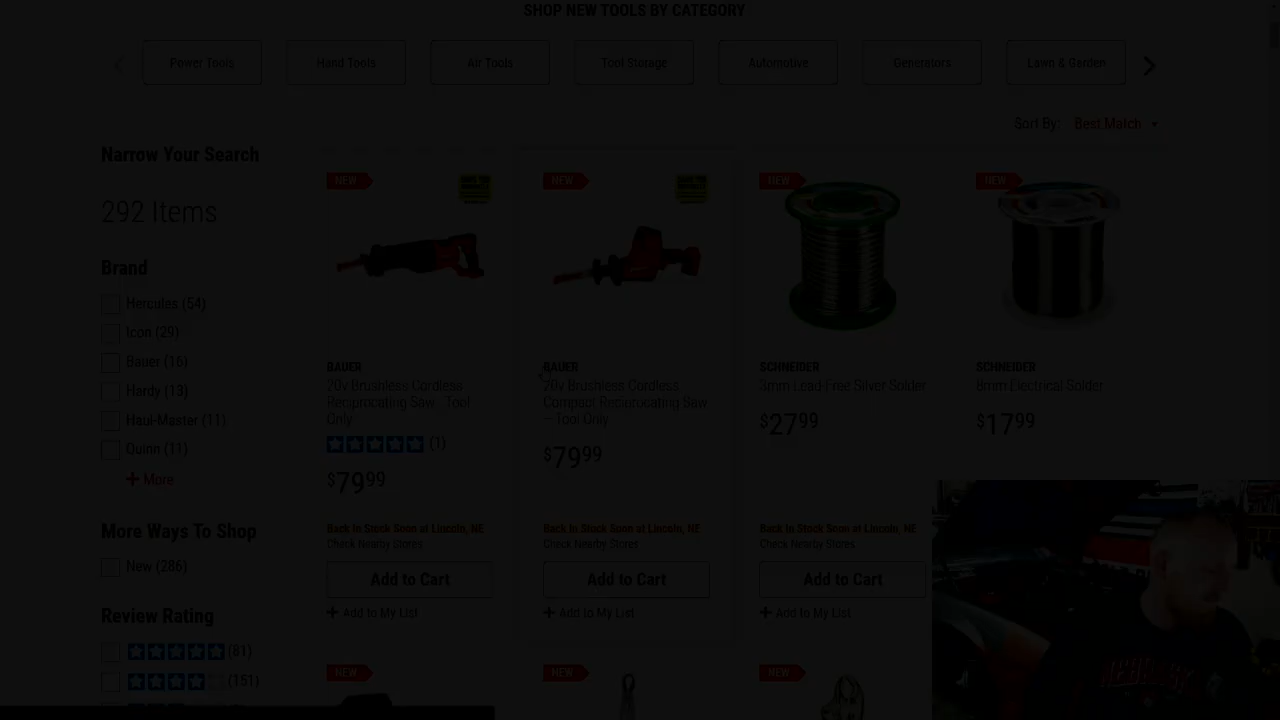 SHOP NEW TOOLS BY CATEGORY
Power Tools
Hand Tools
Air Tools
Tool Storage
Automotive
Generators
Lawn & Garden
Sort By: Best Match
Narrow Your Search
292 Items
Brand
Hercules (54)
Icon (29)
Bauer (16)
Hardy (13)
Haul-Master (11)
Quinn (11)
+ More
More Ways To Shop
New (286)
Review Rating
(81)
(151)
NEW
BAUER
20v Brushless Cordless
Reciprocating Saw - Tool
Only
(1)
$79.99
Back In Stock Soon at Lincoln, NE
Check Nearby Stores
Add to Cart
+ Add to My List
NEW
BAUER
20v Brushless Cordless
Compact Reciprocating Saw
– Tool Only
$79.99
Back In Stock Soon at Lincoln, NE
Check Nearby Stores
Add to Cart
+ Add to My List
NEW
SCHNEIDER
3mm Lead-Free Silver Solder
$27.99
Back In Stock Soon at Lincoln, NE
Check Nearby Stores
Add to Cart
+ Add to My List
NEW
SCHNEIDER
8mm Electrical Solder
$17.99
NEW
NEW
NEW